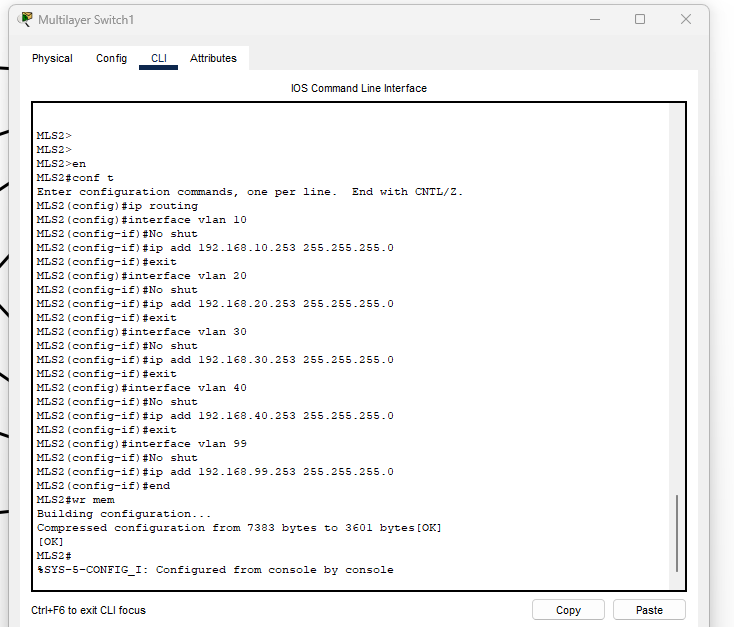 Multilayer Switch1
Physical Config CLI Attributes
IOS Command Line Interface
MLS2>
MLS2>
MLS2>en
MLS2#conf t
Enter configuration commands, one per line.  End with CNTL/Z.
MLS2(config)#ip routing
MLS2(config)#interface vlan 10
MLS2(config-if)#No shut
MLS2(config-if)#ip add 192.168.10.253 255.255.255.0
MLS2(config-if)#exit
MLS2(config)#interface vlan 20
MLS2(config-if)#No shut
MLS2(config-if)#ip add 192.168.20.253 255.255.255.0
MLS2(config-if)#exit
MLS2(config)#interface vlan 30
MLS2(config-if)#No shut
MLS2(config-if)#ip add 192.168.30.253 255.255.255.0
MLS2(config-if)#exit
MLS2(config)#interface vlan 40
MLS2(config-if)#No shut
MLS2(config-if)#ip add 192.168.40.253 255.255.255.0
MLS2(config-if)#exit
MLS2(config)#interface vlan 99
MLS2(config-if)#No shut
MLS2(config-if)#ip add 192.168.99.253 255.255.255.0
MLS2(config-if)#end
MLS2#wr mem
Building configuration...
Compressed configuration from 7383 bytes to 3601 bytes[OK]
[OK]
MLS2#
%SYS-5-CONFIG_I: Configured from console by console
Ctrl+F6 to exit CLI focus Copy Paste